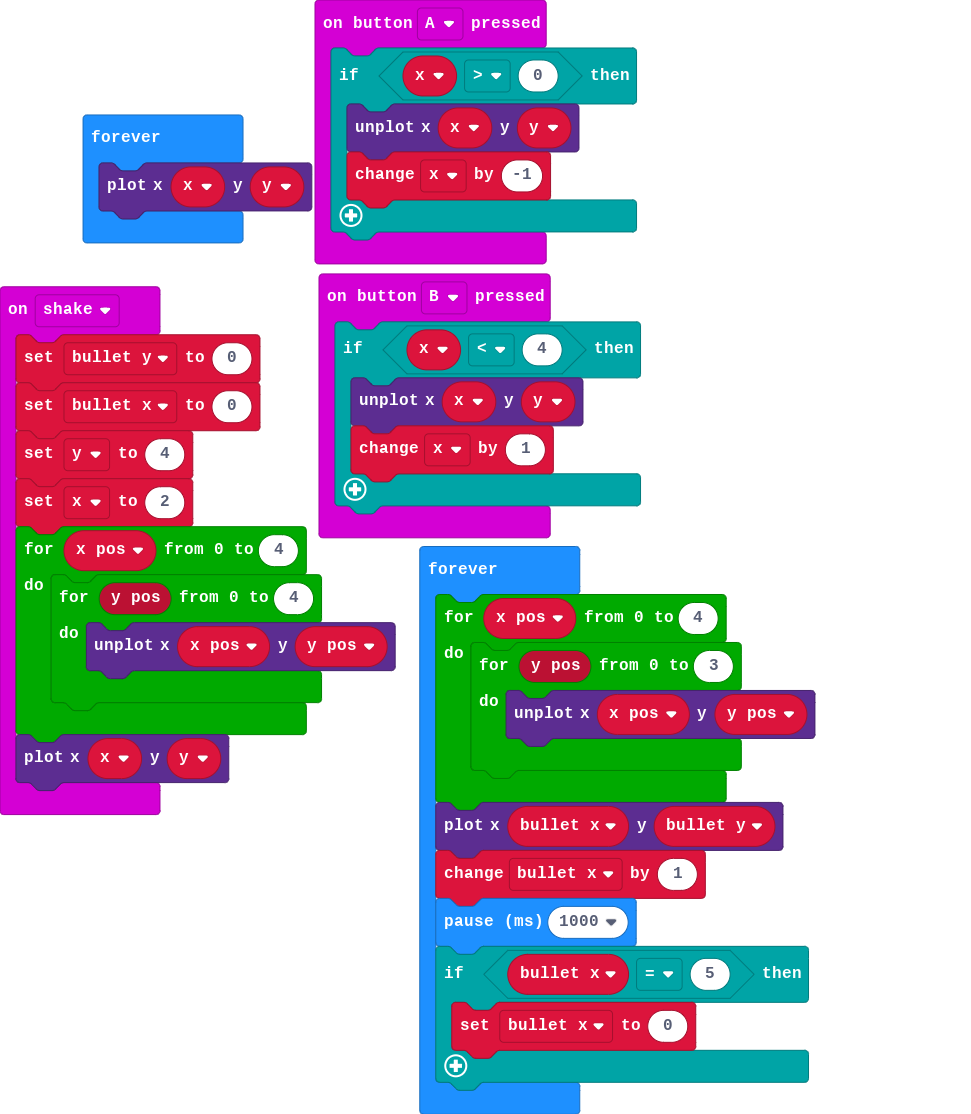 forever
plot x x y y
on shake
set bullet y to 0
set bullet x to 0
set y to 4
set x to 2
for x pos from 0 to 4
do
for y pos from 0 to 4
do
unplot x x pos y y pos
plot x x y y
on button A pressed
if x > 0 then
unplot x x y y
change x by -1
on button B pressed
if x < 4 then
unplot x x y y
change x by 1
forever
for x pos from 0 to 4
do
for y pos from 0 to 3
do
unplot x x pos y y pos
plot x bullet x y bullet y
change bullet x by 1
pause (ms) 1000
if bullet x = 5 then
set bullet x to 0